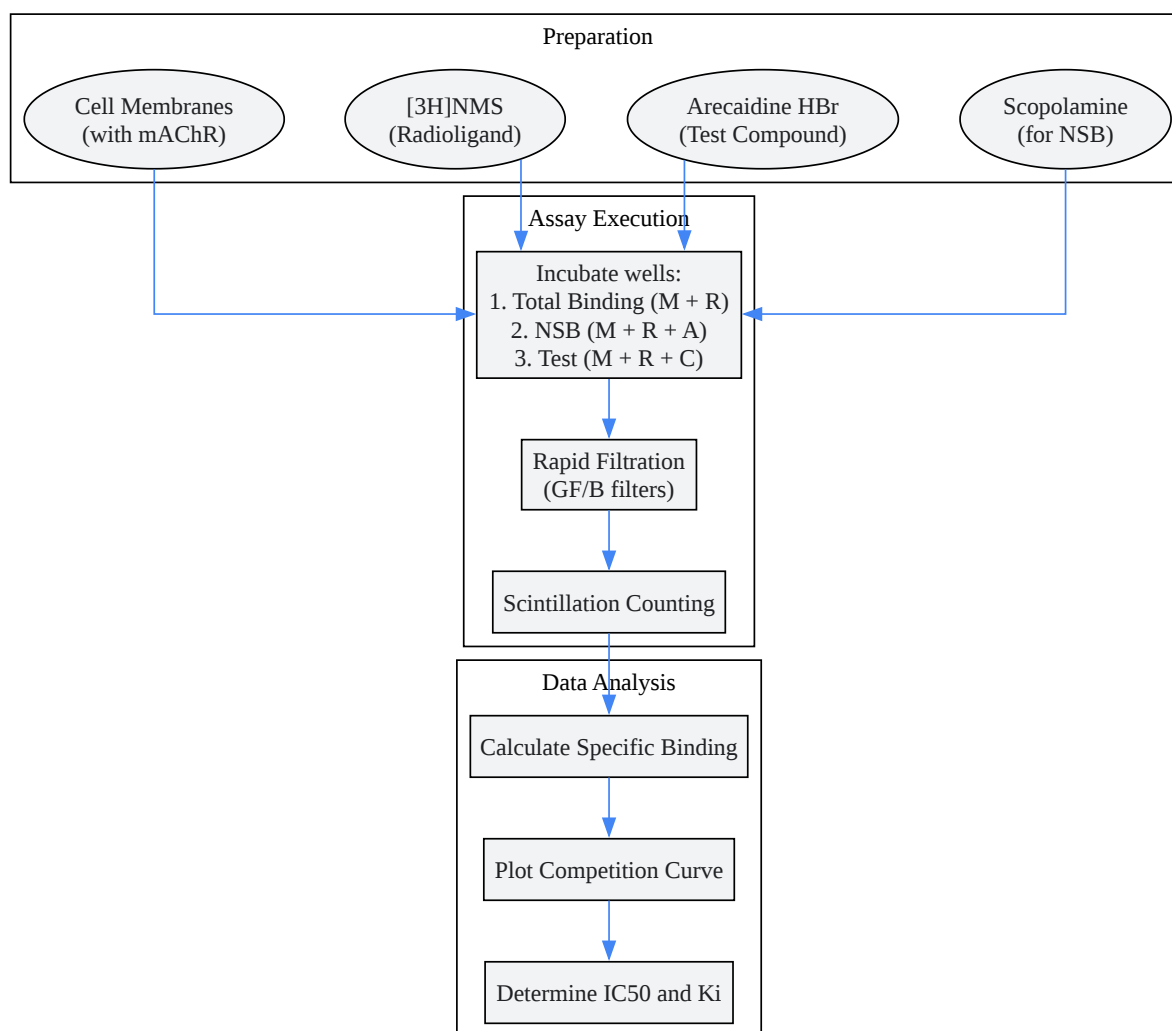 Preparation
Cell Membranes
(with mAChR)
[3H]NMS
(Radioligand)
Arecaidine HBr
(Test Compound)
Scopolamine
(for NSB)
Assay Execution
Incubate wells:
1. Total Binding (M + R)
2. NSB (M + R + A)
3. Test (M + R + C)
Rapid Filtration
(GF/B filters)
Scintillation Counting
Data Analysis
Calculate Specific Binding
Plot Competition Curve
Determine IC50 and Ki